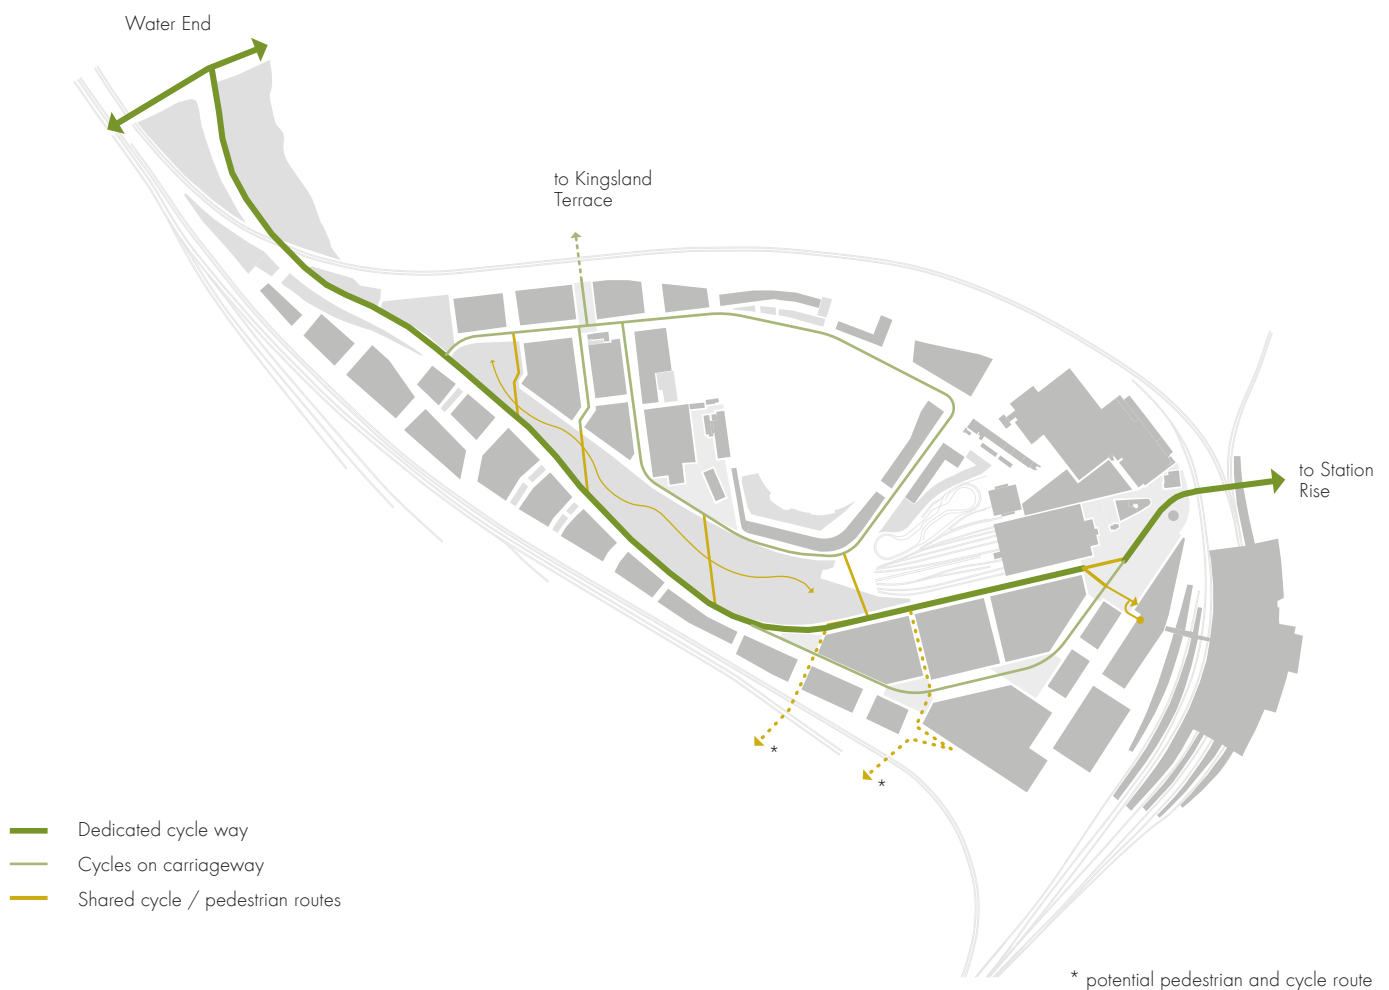 Water End
to Kingsland
Terrace
to Station
Rise
*
*
Dedicated cycle way
Cycles on carriageway
Shared cycle / pedestrian routes
* potential pedestrian and cycle route